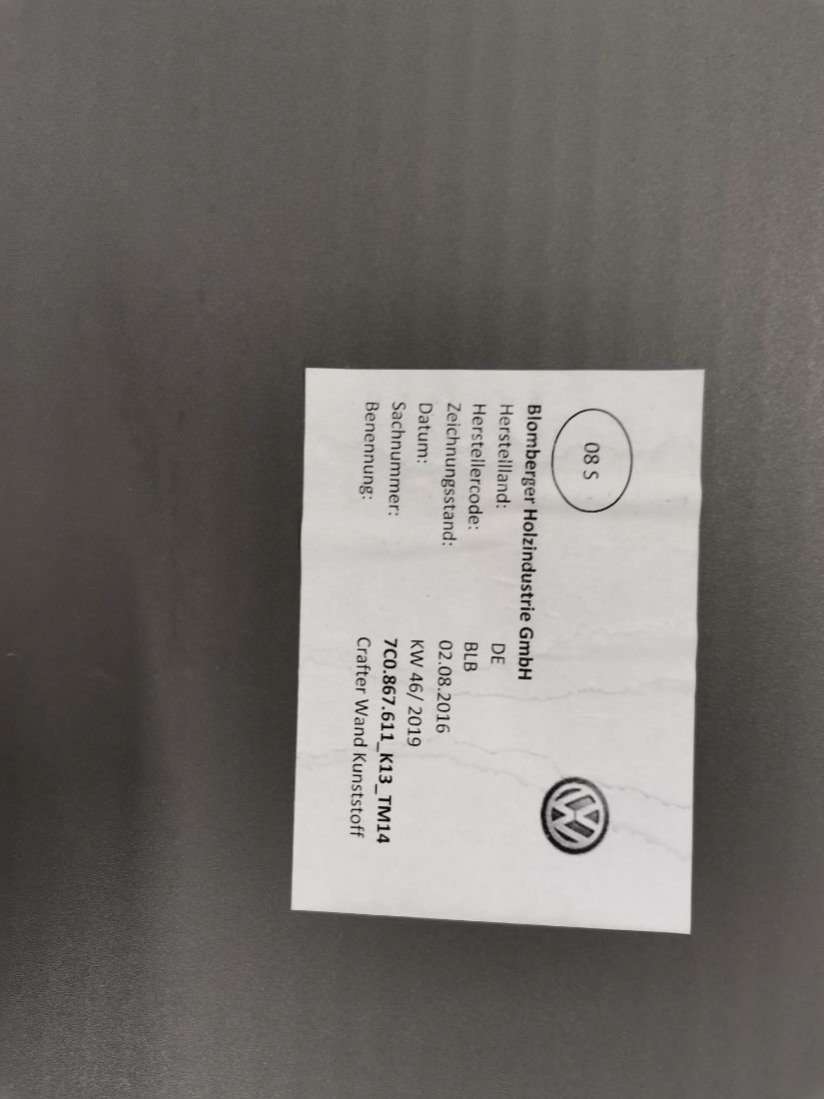 08 S
Blomberger Holzindustrie GmbH
Herstellland: DE
Herstellercode: BLB
Zeichnungsstand: 02.08.2016
Datum: KW 46/ 2019
Sachnummer: 7C0.867.611_K13_TM14
Benennung: Crafter Wand Kunststoff